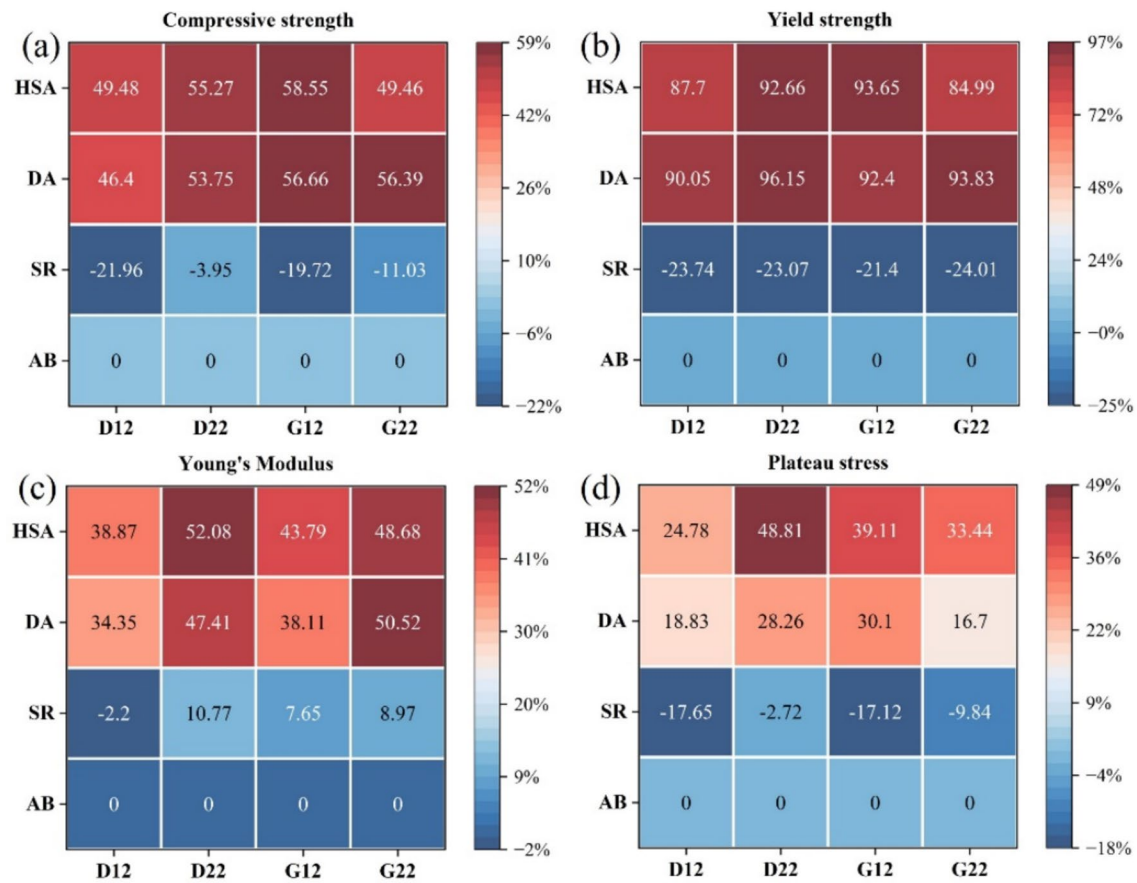 Compressive strength
(a)
HSA 49.48 55.27 58.55 49.46
DA 46.4 53.75 56.66 56.39
SR -21.96 -3.95 -19.72 -11.03
AB 0 0 0 0
D12 D22 G12 G22
59%
42%
26%
10%
−6%
−22%
Yield strength
(b)
HSA 87.7 92.66 93.65 84.99
DA 90.05 96.15 92.4 93.83
SR -23.74 -23.07 -21.4 -24.01
AB 0 0 0 0
D12 D22 G12 G22
97%
72%
48%
24%
−0%
−25%
Young's Modulus
(c)
HSA 38.87 52.08 43.79 48.68
DA 34.35 47.41 38.11 50.52
SR -2.2 10.77 7.65 8.97
AB 0 0 0 0
D12 D22 G12 G22
52%
41%
30%
20%
9%
−2%
Plateau stress
(d)
HSA 24.78 48.81 39.11 33.44
DA 18.83 28.26 30.1 16.7
SR -17.65 -2.72 -17.12 -9.84
AB 0 0 0 0
D12 D22 G12 G22
49%
36%
22%
9%
−4%
−18%